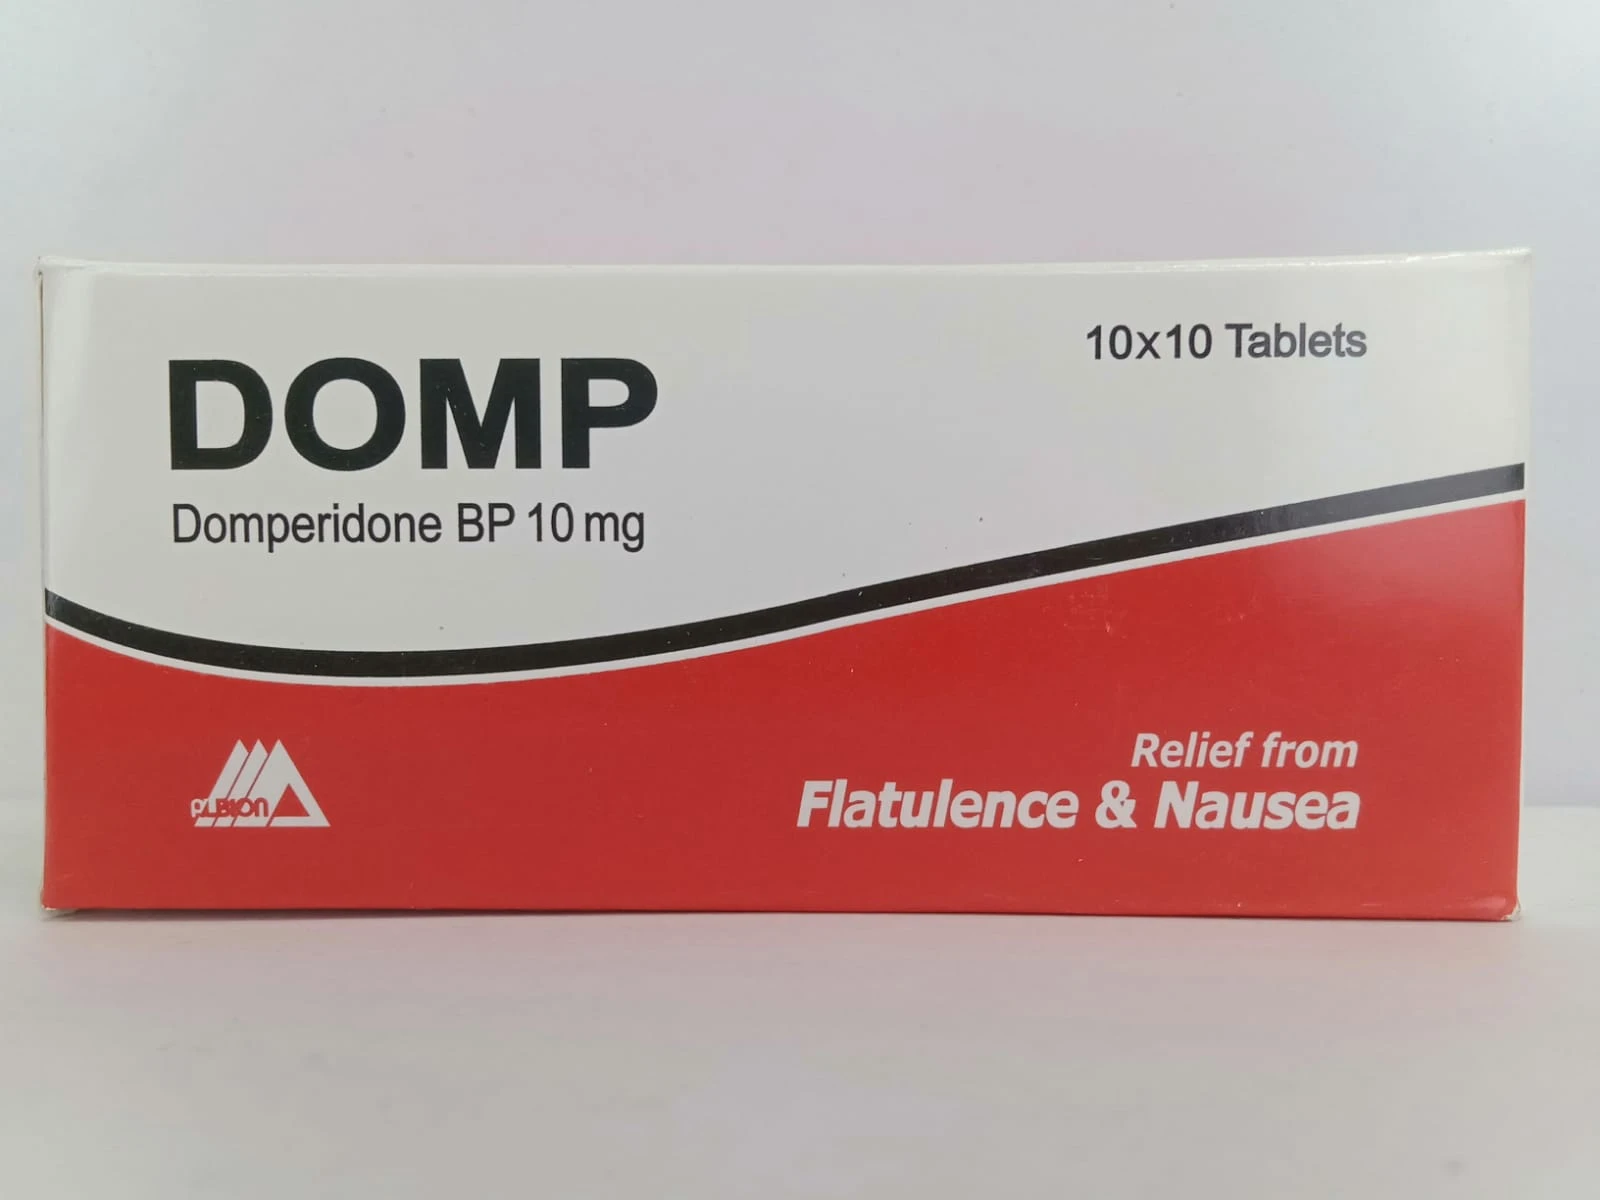 10x10 Tablets
DOMP
Domperidone BP 10 mg
Relief from
Flatulence & Nausea
ALBION